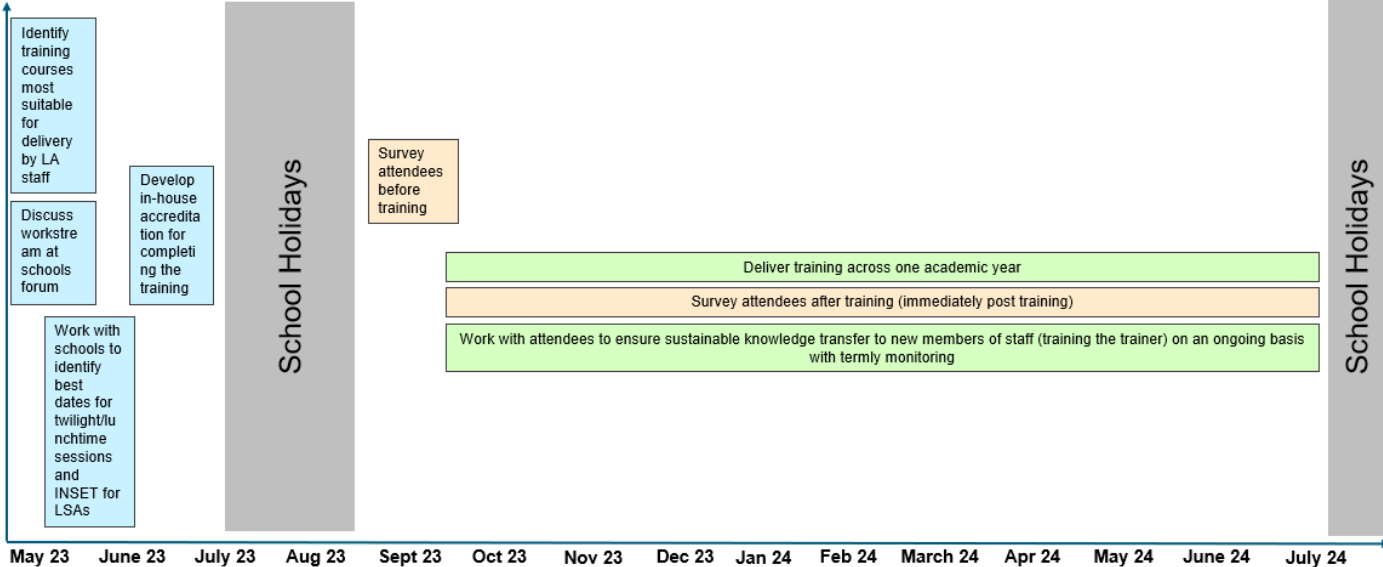 Identify
training
courses
most
suitable
for
delivery
by LA
staff
Discuss
workstre
am at
schools
forum
Work with
schools to
identify
best
dates for
twilight/lu
nchtime
sessions
and
INSET for
LSAs
Develop
in-house
accredita
tion for
completi
ng the
training
School Holidays
Survey
attendees
before
training
Deliver training across one academic year
Survey attendees after training (immediately post training)
Work with attendees to ensure sustainable knowledge transfer to new members of staff (training the trainer) on an ongoing basis
with termly monitoring
School Holidays
May 23 June 23 July 23 Aug 23 Sept 23 Oct 23 Nov 23 Dec 23 Jan 24 Feb 24 March 24 Apr 24 May 24 June 24 July 24